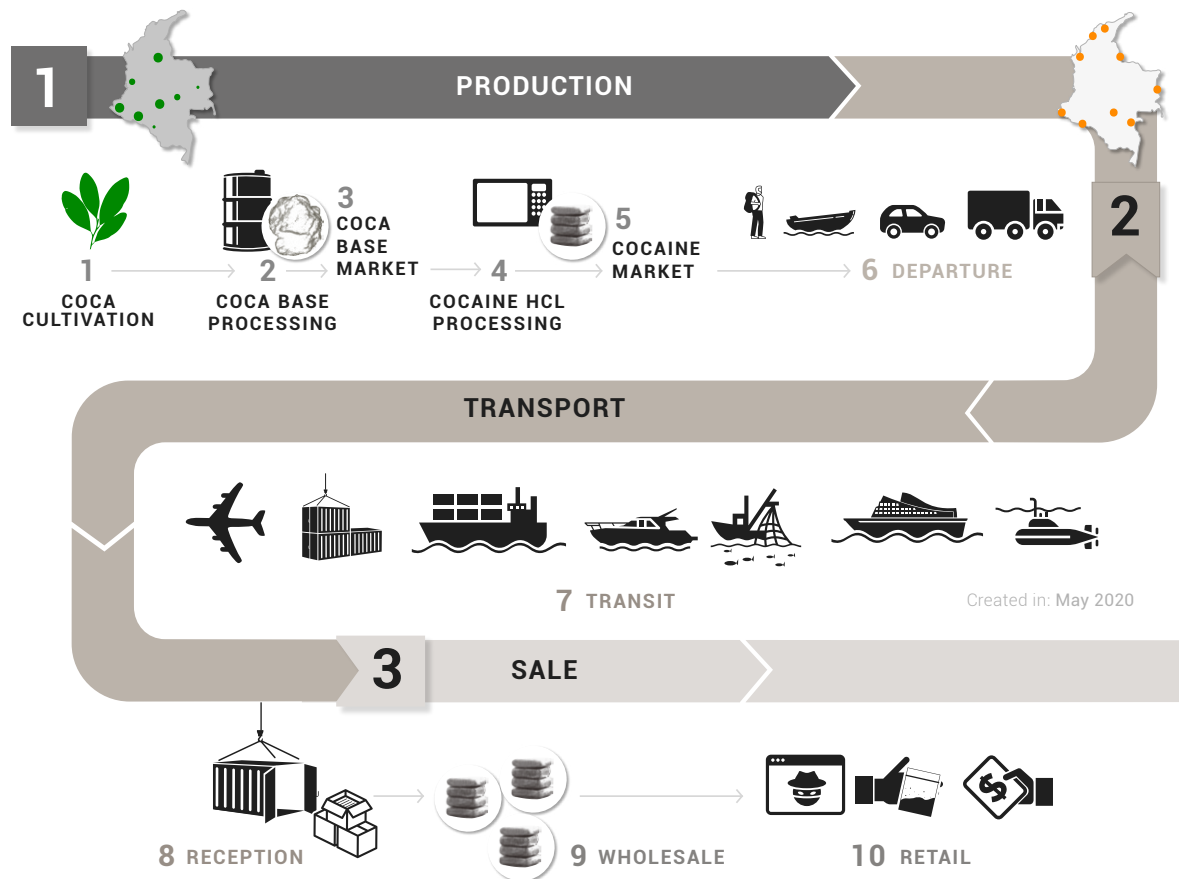 1
PRODUCTION
2
1
COCA
CULTIVATION
2
COCA BASE
PROCESSING
3
COCA
BASE
MARKET
4
COCAINE HCL
PROCESSING
5
COCAINE
MARKET
6 DEPARTURE
TRANSPORT
7 TRANSIT
Created in: May 2020
3
SALE
8 RECEPTION
9 WHOLESALE
10 RETAIL
$